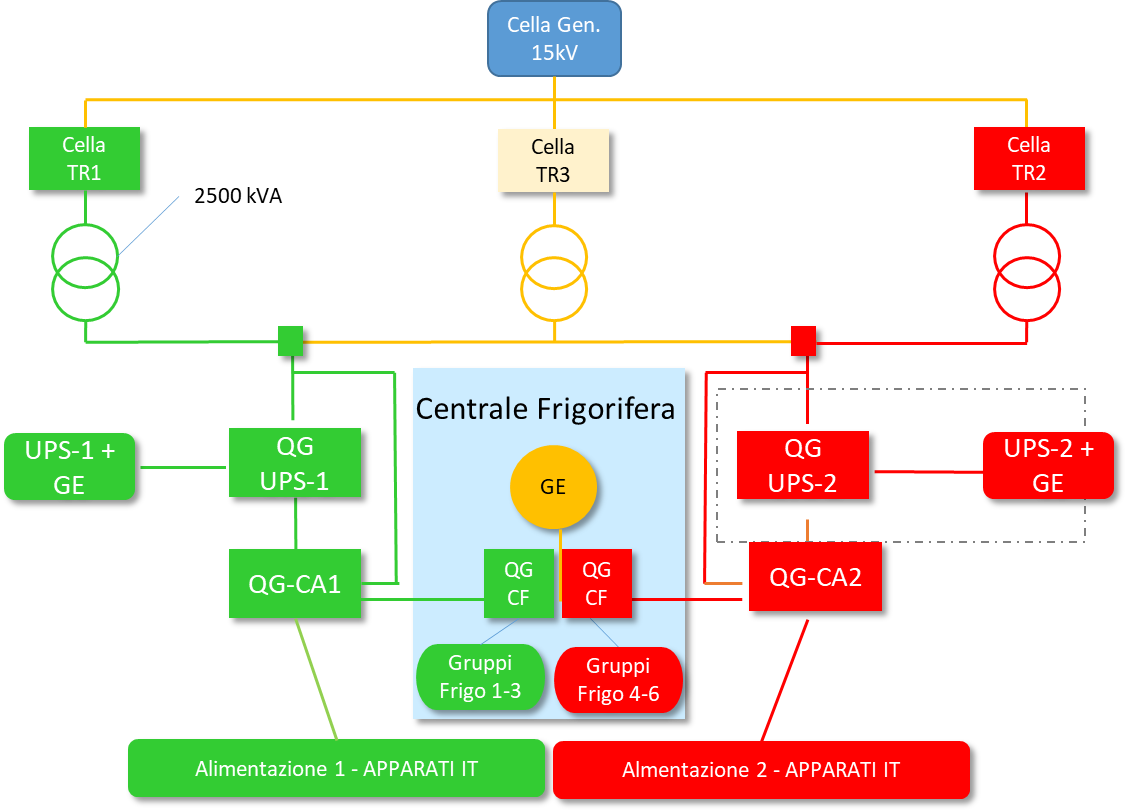 Cella Gen.
15kV
Cella
TR1
Cella
TR3
Cella
TR2
2500 kVA
Centrale Frigorifera
UPS-1 +
GE
QG
UPS-1
GE
QG
UPS-2
UPS-2 +
GE
QG-CA1
QG
CF
QG
CF
QG-CA2
Gruppi
Frigo 1-3
Gruppi
Frigo 4-6
Alimentazione 1 - APPARATI IT
Almentazione 2 - APPARATI IT